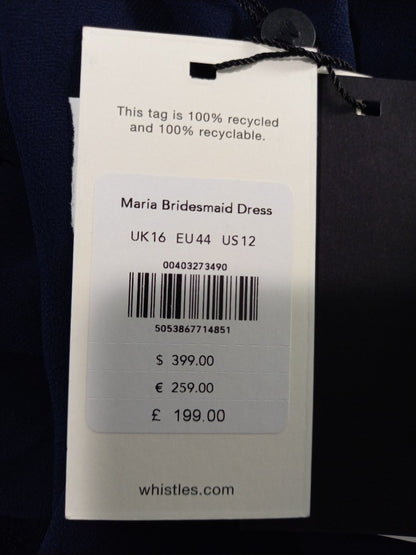 This tag is 100% recycled
and 100% recyclable.
Maria Bridesmaid Dress
UK16 EU44 US12
00403273490
5053867714851
$ 399.00
€ 259.00
£ 199.00
whistles.com